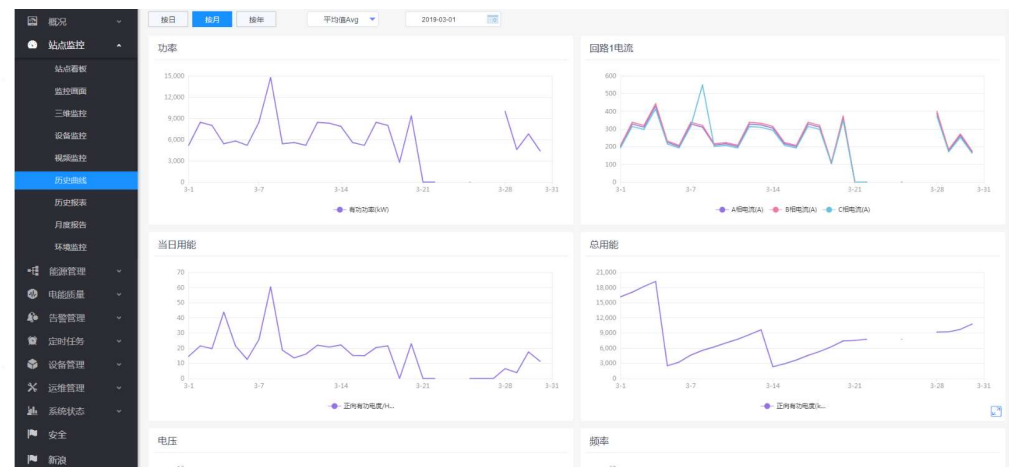 概况
站点监控
站点看板
监控画面
三维监控
设备监控
视频监控
历史曲线
历史报表
月度报告
环境监控
能源管理
电能质量
告警管理
定时任务
设备管理
运维管理
系统状态
安全
新浪
按日 按月 按年 平均值Avg 2019-03-01
功率
15,000
12,000
9,000
6,000
3,000
0
3-1 3-7 3-14 3-21 3-28 3-31
有功功率(kW)
回路1电流
600
500
400
300
200
100
0
3-1 3-7 3-14 3-21 3-28 3-31
A相电流(A) B相电流(A) C相电流(A)
当日用能
70
60
50
40
30
20
10
0
3-1 3-7 3-14 3-21 3-28 3-31
正向有功电度/H...
总用能
21,000
18,000
15,000
12,000
9,000
6,000
3,000
0
3-1 3-7 3-14 3-21 3-28 3-31
正向有功电度(k...
电压
频率